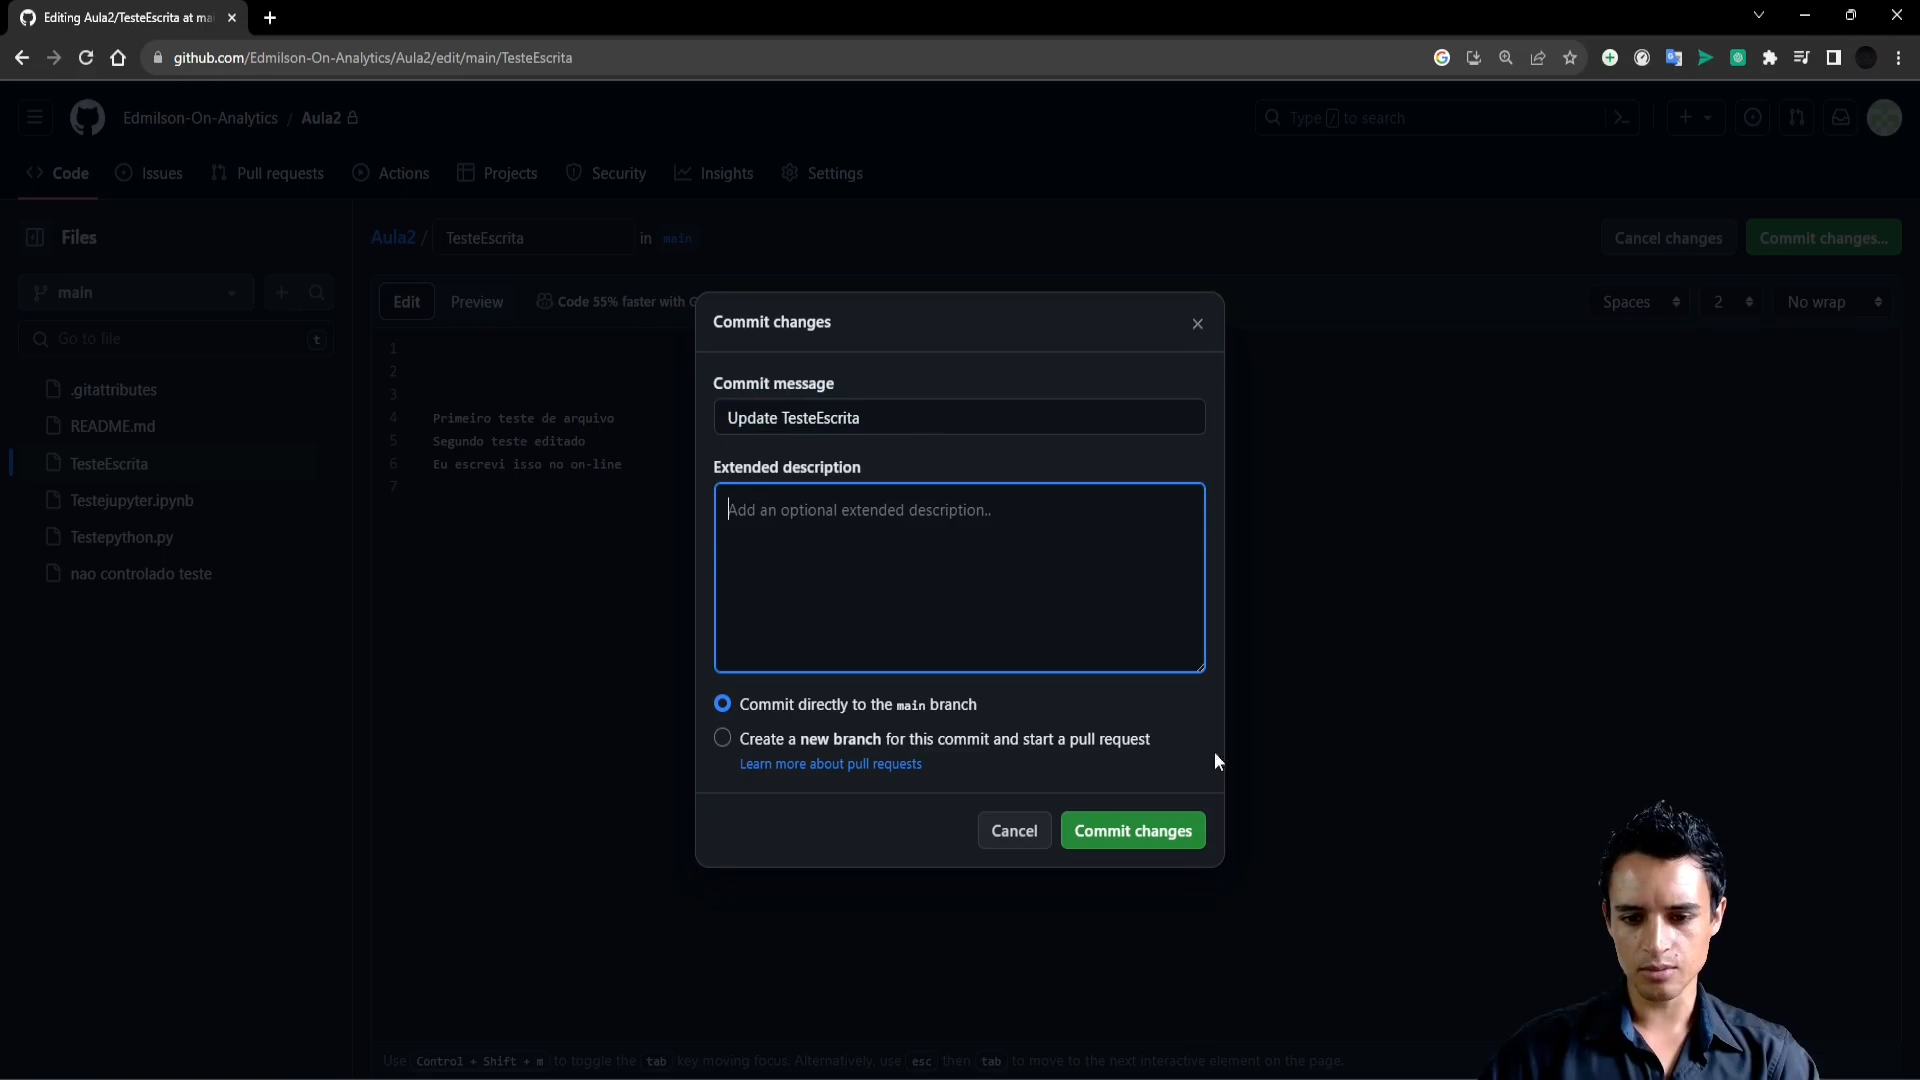 Editing Aula2/TesteEscrita at ma
github.com/Edmilson-On-Analytics/Aula2/edit/main/TesteEscrita
Edmilson-On-Analytics / Aula2
Type / to search
Code
Issues
Pull requests
Actions
Projects
Security
Insights
Settings
Files
main
Go to file
t
.gitattributes
README.md
TesteEscrita
Testejupyter.ipynb
Testepython.py
nao controlado teste
Aula2 / TesteEscrita in main
Cancel changes
Commit changes...
Edit
Preview
Code 55% faster with G
Spaces
2
No wrap
1
2
3
4 Primeiro teste de arquivo
5 Segundo teste editado
6 Eu escrevi isso no on-line
7
Commit changes
Commit message
Update TesteEscrita
Extended description
Add an optional extended description..
Commit directly to the main branch
Create a new branch for this commit and start a pull request
Learn more about pull requests
Cancel
Commit changes
Use Control + Shift + m to toggle the tab key moving focus. Alternatively, use esc then tab to move to the next interactive element on the page.